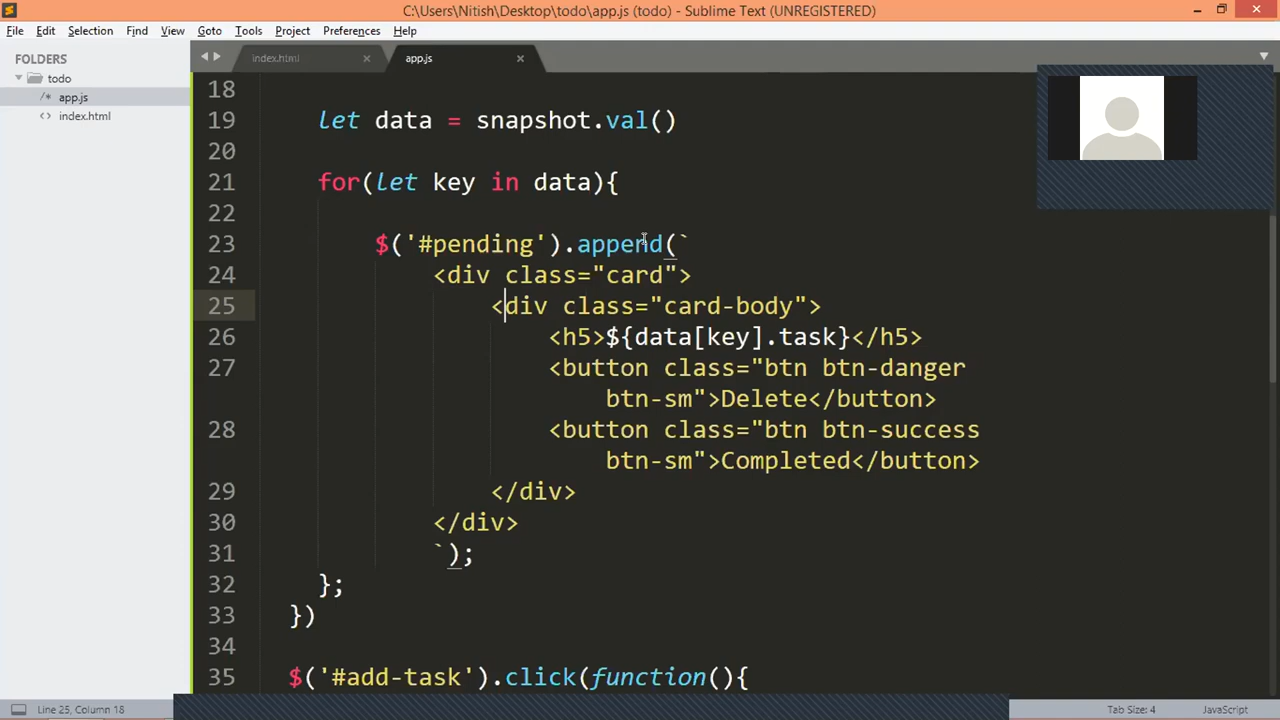 C:\Users\Nitish\Desktop\todo\app.js (todo) - Sublime Text (UNREGISTERED)
File Edit Selection Find View Goto Tools Project Preferences Help
FOLDERS
todo
/* app.js
<> index.html
index.html × app.js ×
18
19 let data = snapshot.val()
20
21 for(let key in data){
22
23 $('#pending').append(`
24 <div class="card">
25 <div class="card-body">
26 <h5>${data[key].task}</h5>
27 <button class="btn btn-danger
btn-sm">Delete</button>
28 <button class="btn btn-success
btn-sm">Completed</button>
29 </div>
30 </div>
31 `);
32 };
33 })
34
35 $('#add-task').click(function(){
Line 25, Column 18 Tab Size: 4 JavaScript